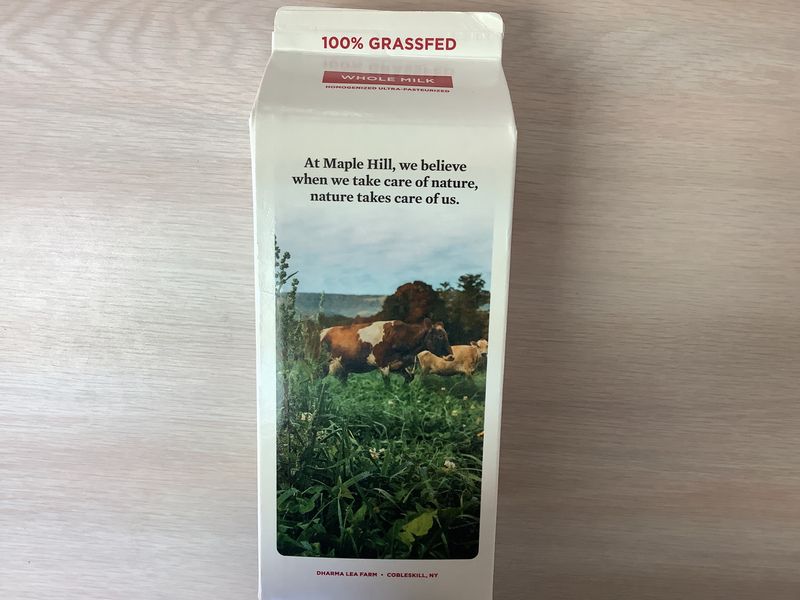 100% GRASSFED
WHOLE MILK
HOMOGENIZED ULTRA-PASTEURIZED
At Maple Hill, we believe
when we take care of nature,
nature takes care of us.
DHARMA LEA FARM • COBLESKILL, NY